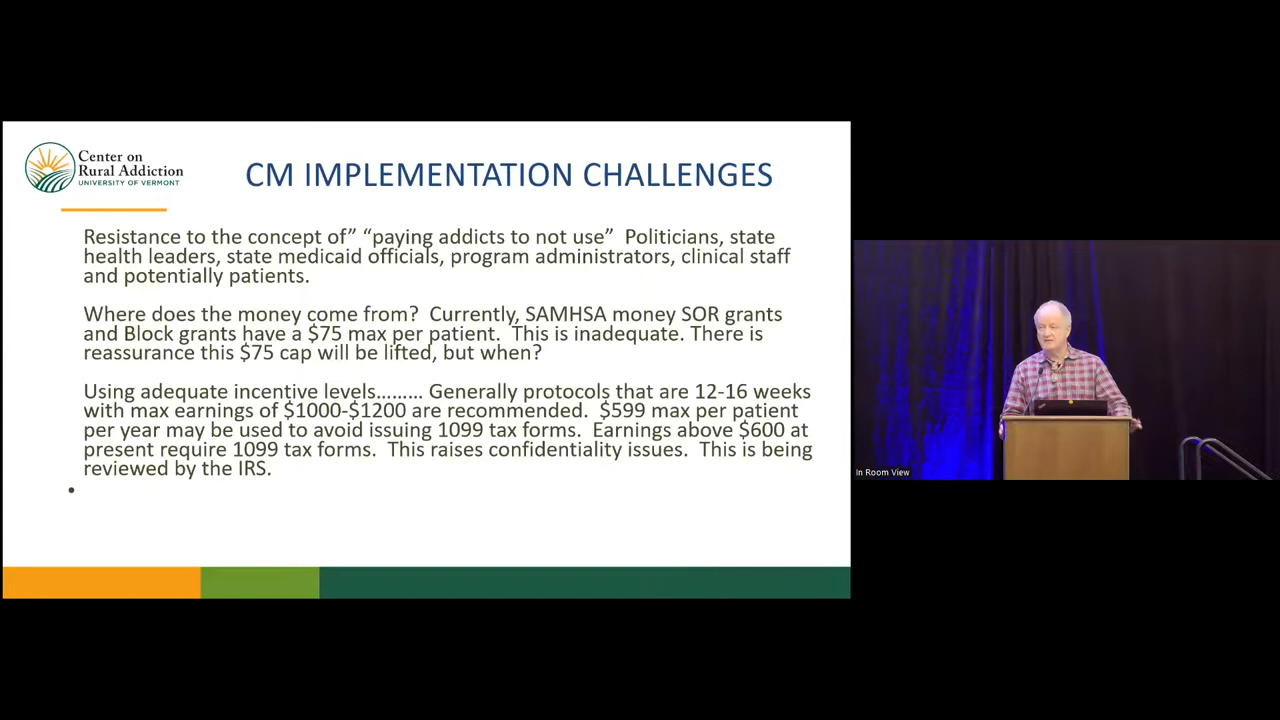 Center on
Rural Addiction
UNIVERSITY OF VERMONT
CM IMPLEMENTATION CHALLENGES
Resistance to the concept of” “paying addicts to not use” Politicians, state
health leaders, state medicaid officials, program administrators, clinical staff
and potentially patients.
Where does the money come from? Currently, SAMHSA money SOR grants
and Block grants have a $75 max per patient. This is inadequate. There is
reassurance this $75 cap will be lifted, but when?
Using adequate incentive levels……… Generally protocols that are 12-16 weeks
with max earnings of $1000-$1200 are recommended. $599 max per patient
per year may be used to avoid issuing 1099 tax forms. Earnings above $600 at
present require 1099 tax forms. This raises confidentiality issues. This is being
reviewed by the IRS.
In Room View